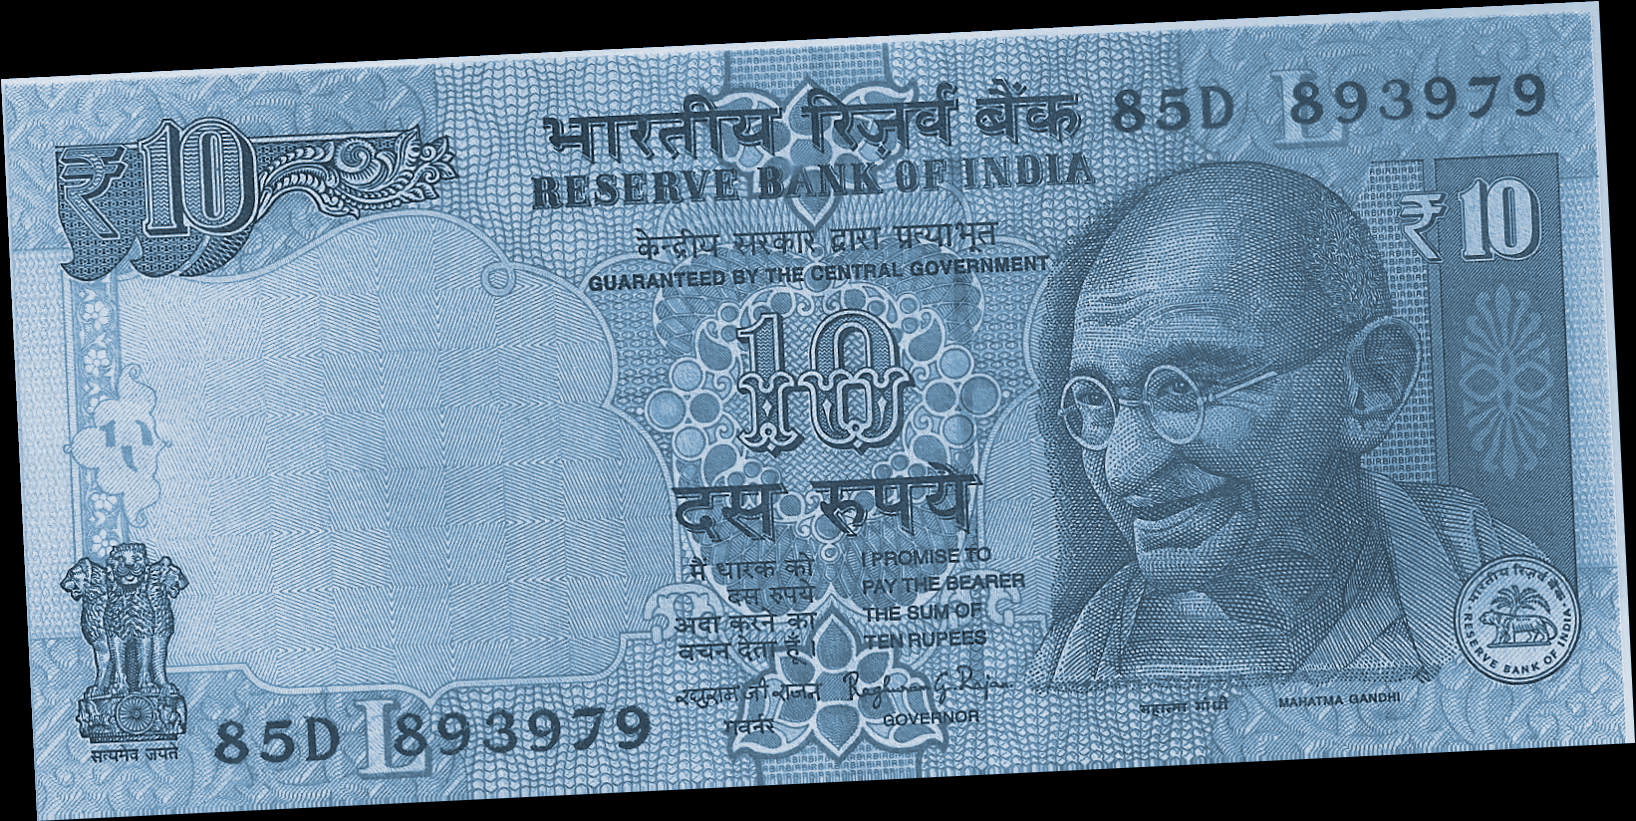 भारतीय रिज़र्व बैंक
RESERVE BANK OF INDIA
85D 893979
L
₹10
₹10
केन्द्रीय सरकार द्वारा प्रत्याभूत
GUARANTEED BY THE CENTRAL GOVERNMENT
10
दस रुपये
मैं धारक को
दस रुपये
अदा करने का
वचन देता हूँ ।
I PROMISE TO
PAY THE BEARER
THE SUM OF
TEN RUPEES
रघुराम जी राजन
Raghuram G. Rajan
गवर्नर
GOVERNOR
महात्मा गांधी
MAHATMA GANDHI
भारतीय रिज़र्व बैंक
RESERVE BANK OF INDIA
सत्यमेव जयते
85D 893979
L